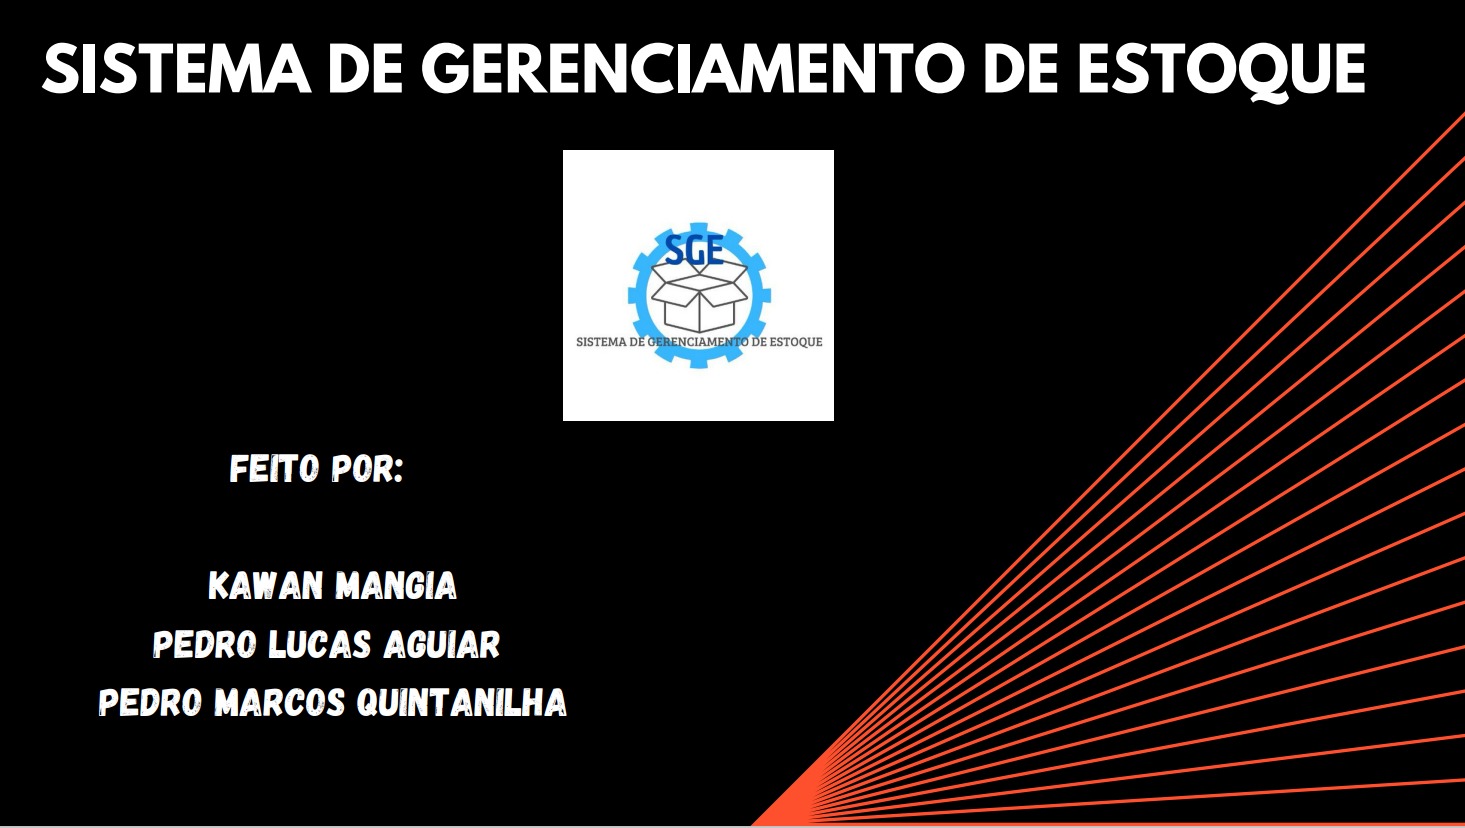 SISTEMA DE GERENCIAMENTO DE ESTOQUE
SGE
SISTEMA DE GERENCIAMENTO DE ESTOQUE
FEITO POR:
KAWAN MANGIA
PEDRO LUCAS AGUIAR
PEDRO MARCOS QUINTANILHA